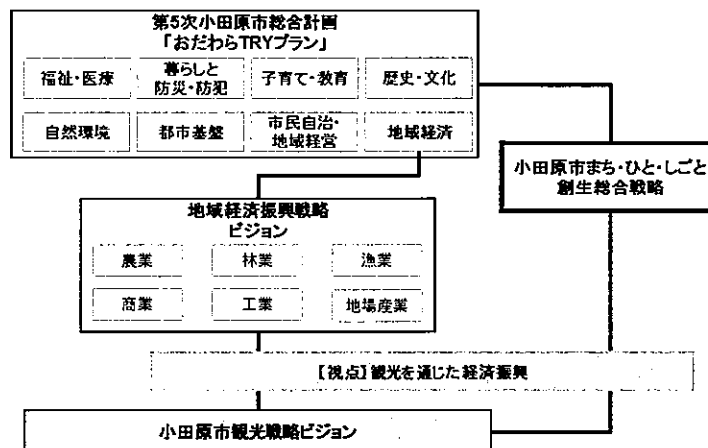 第5次小田原市総合計画
「おだわらTRYプラン」
福祉・医療
暮らしと
防災・防犯
子育て・教育
歴史・文化
自然環境
都市基盤
市民自治・
地域経営
地域経済
小田原市まち・ひと・しごと
創生総合戦略
地域経済振興戦略
ビジョン
農業
林業
漁業
商業
工業
地場産業
【視点】観光を通じた経済振興
小田原市観光戦略ビジョン